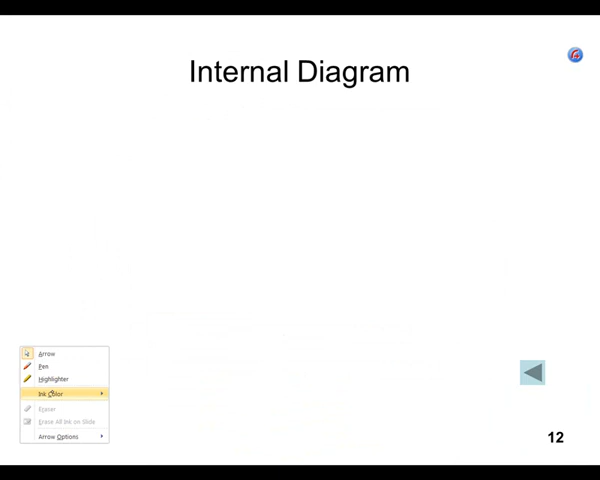 Internal Diagram
Arrow
Pen
Highlighter
Ink Color
Eraser
Erase All Ink on Slide
Arrow Options
12